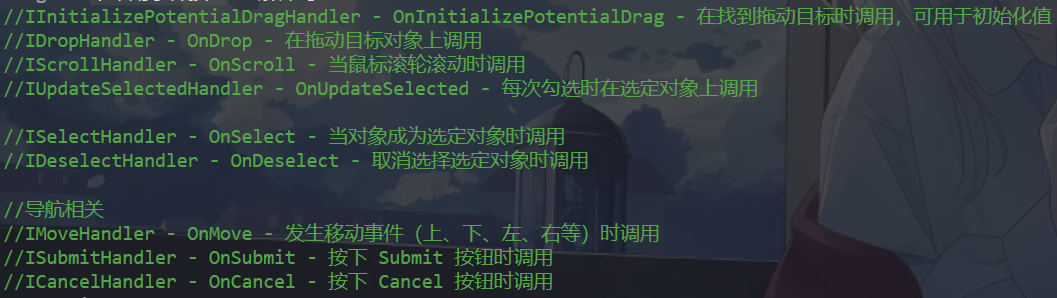 //IInitializePotentialDragHandler - OnInitializePotentialDrag - 在找到拖动目标时调用，可用于初始化值
//IDropHandler - OnDrop - 在拖动目标对象上调用
//IScrollHandler - OnScroll - 当鼠标滚轮滚动时调用
//IUpdateSelectedHandler - OnUpdateSelected - 每次勾选时在选定对象上调用
//ISelectHandler - OnSelect - 当对象成为选定对象时调用
//IDeselectHandler - OnDeselect - 取消选择选定对象时调用
//导航相关
//IMoveHandler - OnMove - 发生移动事件（上、下、左、右等）时调用
//ISubmitHandler - OnSubmit - 按下 Submit 按钮时调用
//ICancelHandler - OnCancel - 按下 Cancel 按钮时调用